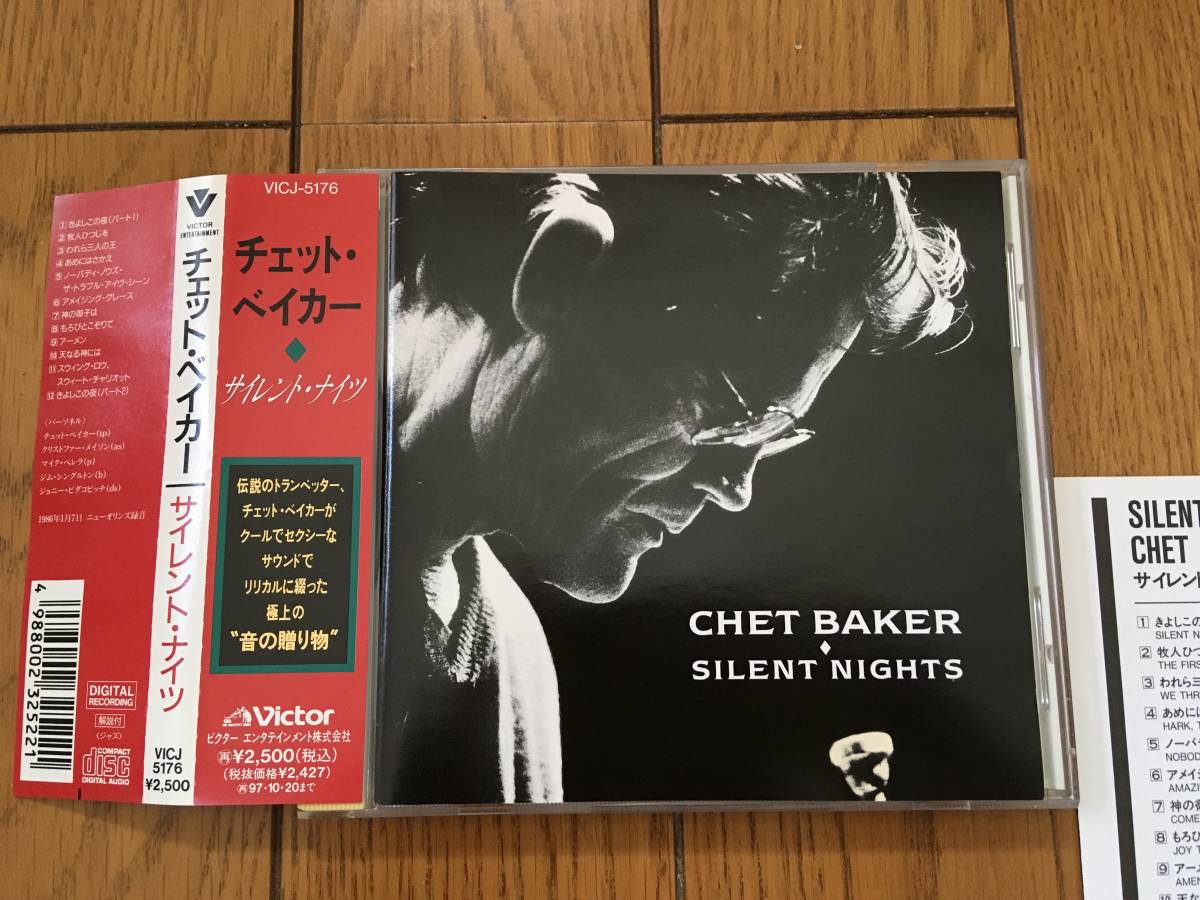 1 きよしこの夜(パート1)
2 牧人ひつじを
3 われら三人の王
4 あめにはさかえ
5 ノーバディ・ノウズ・
ザ・トラブル・アイヴ・シーン
6 アメイジング・グレース
7 神の御子は
8 もろびとこぞりて
9 アーメン
10 天なる神には
11 スウィング・ロウ、
スウィート・チャリオット
12 きよしこの夜(パート2)
〈パーソネル〉
チェット・ベイカー(tp)
クリストファー・メイソン(as)
マイク・ペレラ(p)
ジム・シングルトン(b)
ジョニー・ビダコビッチ(ds)
1986年1月7日 ニューオリンズ録音
4 988002 325221
DIGITAL
RECORDING
解説付
〈ジャズ〉
COMPACT
disc
DIGITAL AUDIO
VICTOR
ENTERTAINMENT
チェット・ベイカー
サイレント・ナイツ
VICJ
5176
¥2,500
VICJ-5176
チェット・
ベイカー
サイレント・ナイツ
伝説のトランペッター、
チェット・ベイカーが
クールでセクシーな
サウンドで
リリカルに綴った
極上の
“音の贈り物”
Victor
ビクター エンタテインメント株式会社
再¥2,500(税込)
(税抜価格¥2,427)
再97・10・20まで
CHET BAKER
SILENT NIGHTS
SILENT
CHET
サイレント
1 きよしこの
SILENT N
2 牧人ひつ
THE FIRS
3 われら三
WE THR
4 あめには
HARK, T
5 ノーバ
NOBOD
6 アメイジ
AMAZI
7 神の御
COME
8 もろび
JOY T
9 アーメ
AMEN
10 天な